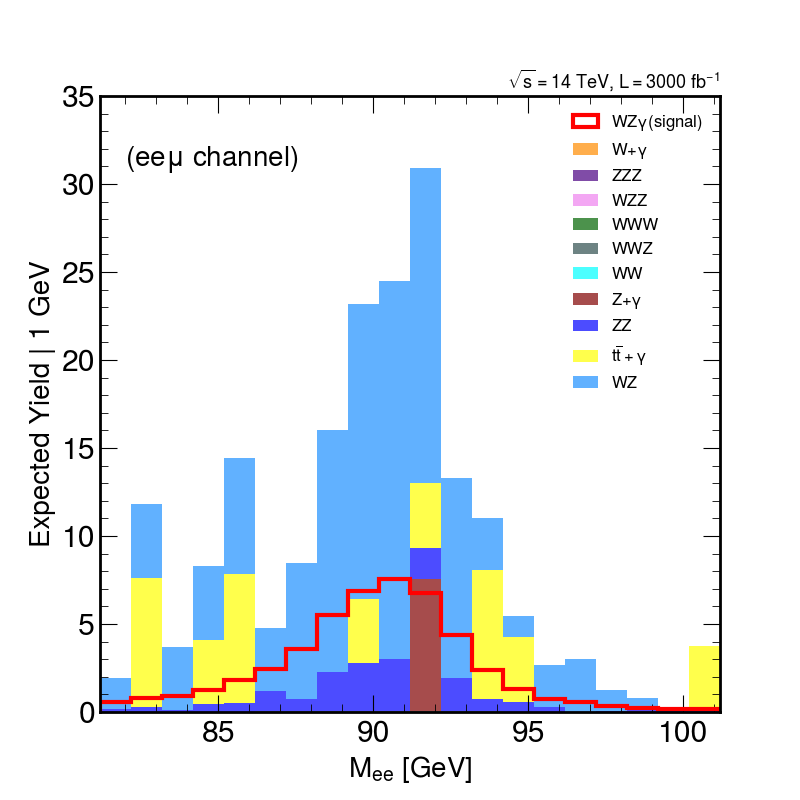 √s = 14 TeV, L = 3000 fb⁻¹
35
(eeμ channel)
30
25
20
15
10
5
0
Expected Yield | 1 GeV
WZγ(signal)
W+γ
ZZZ
WZZ
WWW
WWZ
WW
Z+γ
ZZ
tt̄+γ
WZ
85 90 95 100
Mₑₑ [GeV]